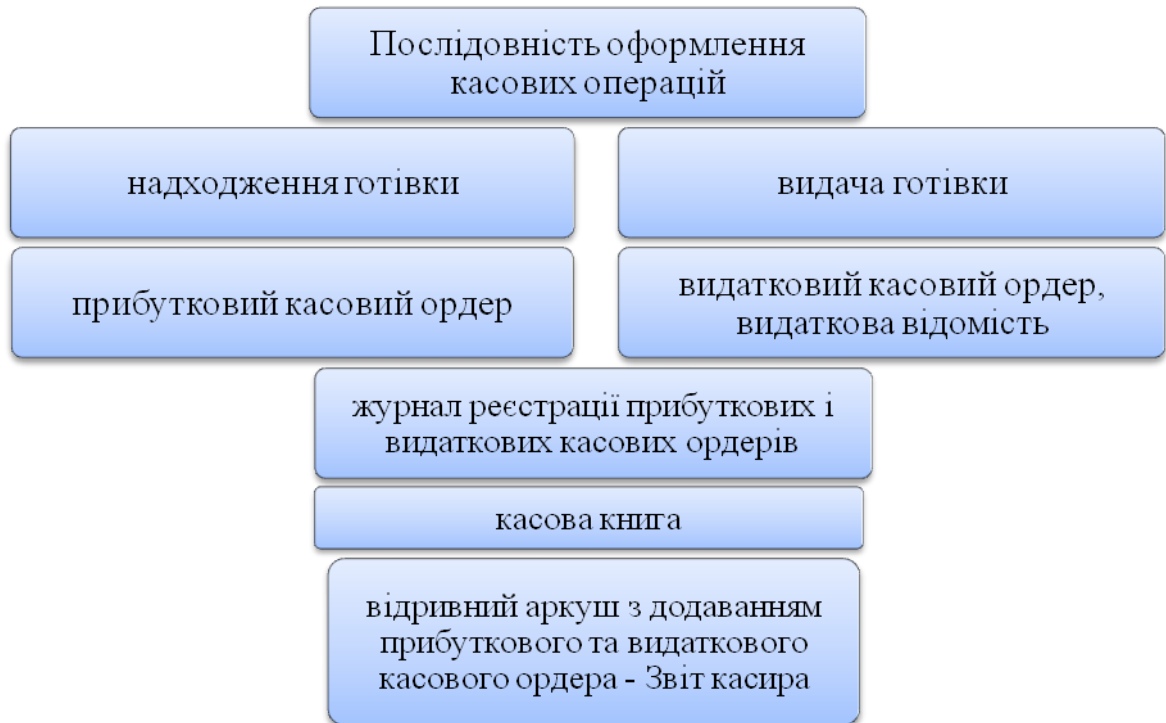 Послідовність оформлення
касових операцій
надходження готівки
видача готівки
прибутковий касовий ордер
видатковий касовий ордер,
видаткова відомість
журнал реєстрації прибуткових і
видаткових касових ордерів
касова книга
відривний аркуш з додаванням
прибуткового та видаткового
касового ордера - Звіт касира